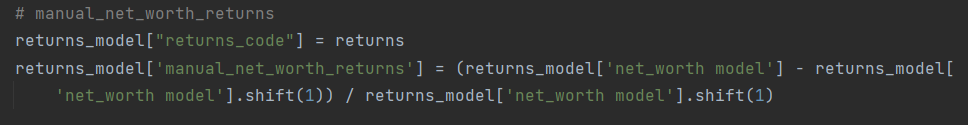 # manual_net_worth_returns
returns_model["returns_code"] = returns
returns_model['manual_net_worth_returns'] = (returns_model['net_worth model'] - returns_model[
'net_worth model'].shift(1)) / returns_model['net_worth model'].shift(1)